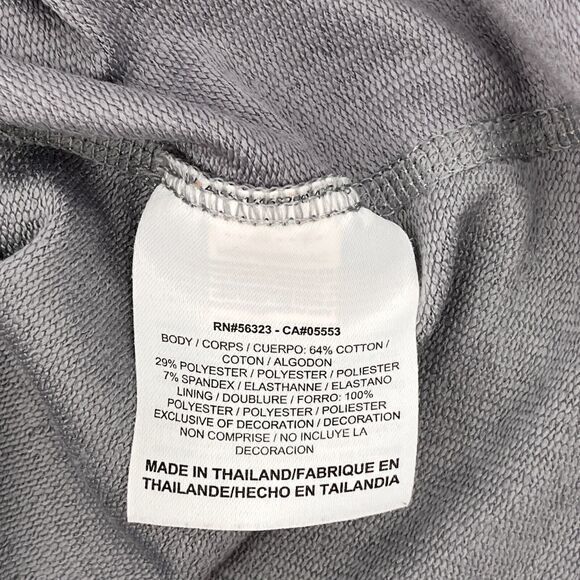 RN#56323 - CA#05553
BODY / CORPS / CUERPO: 64% COTTON /
COTON / ALGODON
29% POLYESTER / POLYESTER / POLIESTER
7% SPANDEX / ELASTHANNE / ELASTANO
LINING / DOUBLURE / FORRO: 100%
POLYESTER / POLYESTER / POLIESTER
EXCLUSIVE OF DECORATION / DECORATION
NON COMPRISE / NO INCLUYE LA
DECORACION
MADE IN THAILAND/FABRIQUE EN
THAILANDE/HECHO EN TAILANDIA